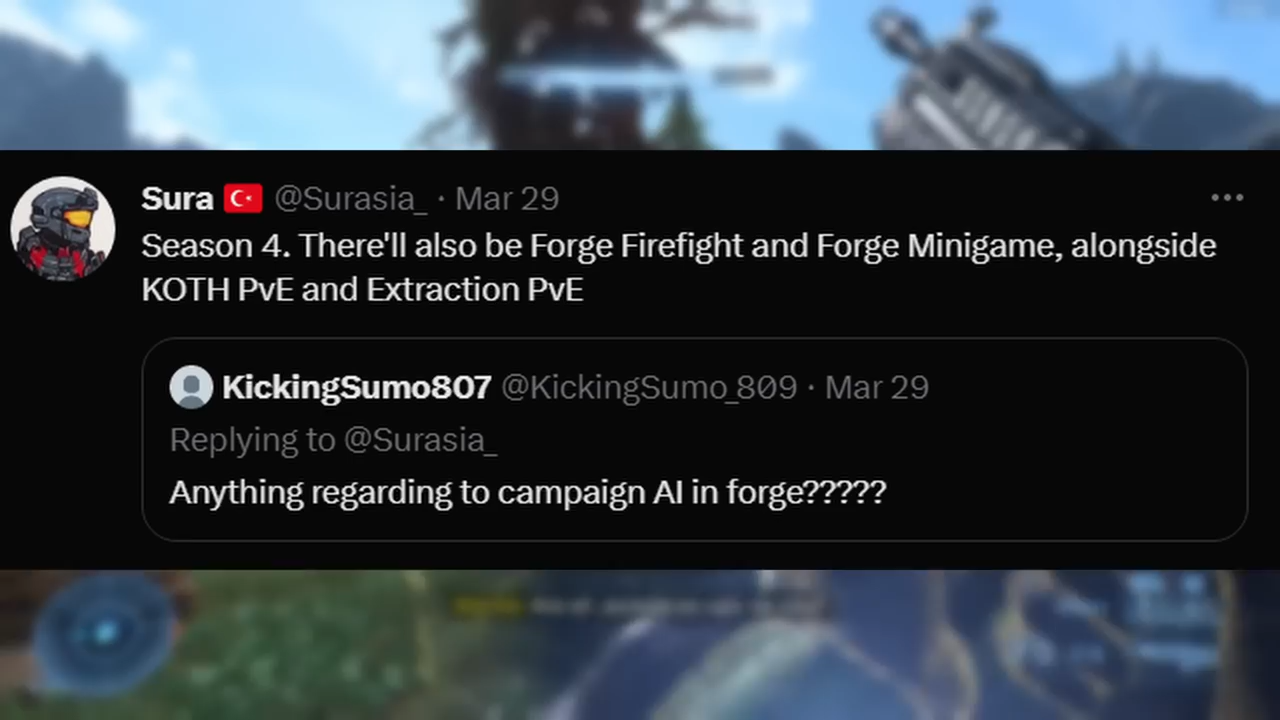 Sura 🇹🇷 @Surasia_ · Mar 29
Season 4. There'll also be Forge Firefight and Forge Minigame, alongside
KOTH PvE and Extraction PvE
KickingSumo807 @KickingSumo_809 · Mar 29
Replying to @Surasia_
Anything regarding to campaign AI in forge?????